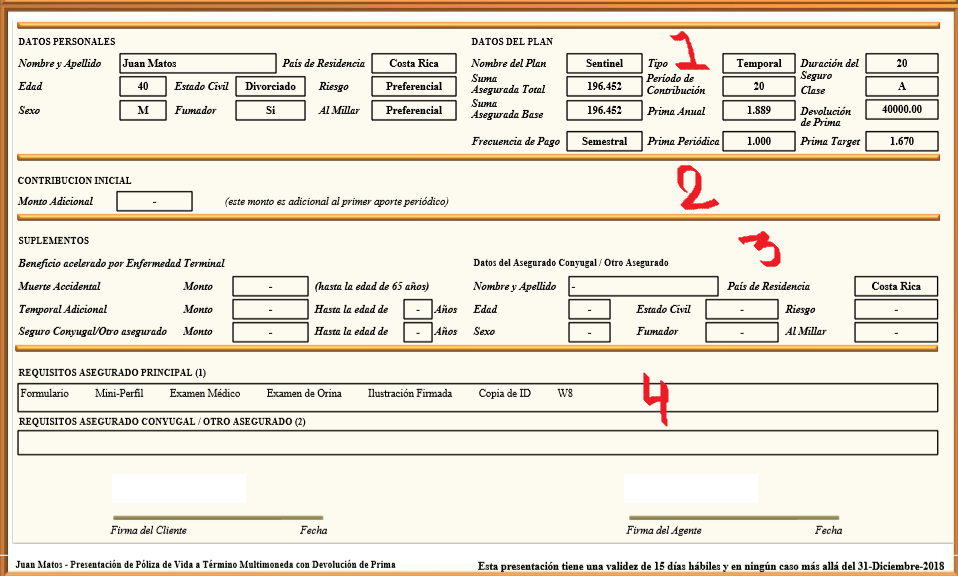 DATOS PERSONALES
DATOS DEL PLAN
1
Nombre y Apellido Juan Matos País de Residencia Costa Rica
Nombre del Plan Sentinel Tipo Temporal Duración del Seguro 20
Edad 40 Estado Civil Divorciado Riesgo Preferencial
Suma Asegurada Total 196.452 Período de Contribución 20 Clase A
Sexo M Fumador Si Al Millar Preferencial
Suma Asegurada Base 196.452 Prima Anual 1.889 Devolución de Prima 40000.00
Frecuencia de Pago Semestral Prima Periódica 1.000 Prima Target 1.670
2
CONTRIBUCION INICIAL
Monto Adicional - (este monto es adicional al primer aporte periódico)
3
SUPLEMENTOS
Beneficio acelerado por Enfermedad Terminal
Datos del Asegurado Conyugal / Otro Asegurado
Muerte Accidental Monto - (hasta la edad de 65 años)
Nombre y Apellido - País de Residencia Costa Rica
Temporal Adicional Monto - Hasta la edad de - Años
Edad - Estado Civil - Riesgo -
Seguro Conyugal/Otro asegurado Monto - Hasta la edad de - Años
Sexo - Fumador - Al Millar -
REQUISITOS ASEGURADO PRINCIPAL (1)
4
Formulario Mini-Perfil Examen Médico Examen de Orina Ilustración Firmada Copia de ID W8
REQUISITOS ASEGURADO CONYUGAL / OTRO ASEGURADO (2)
Firma del Cliente Fecha
Firma del Agente Fecha
Juan Matos - Presentación de Póliza de Vida a Término Multimoneda con Devolución de Prima
Esta presentación tiene una validez de 15 días hábiles y en ningún caso más allá del 31-Diciembre-2018